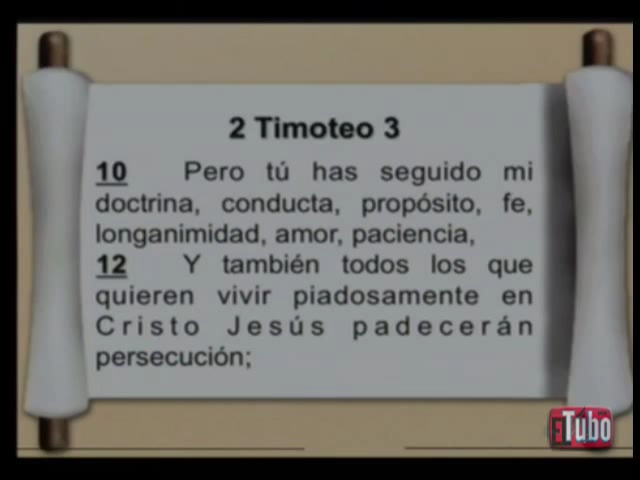 2 Timoteo 3
10 Pero tú has seguido mi
doctrina, conducta, propósito, fe,
longanimidad, amor, paciencia,
12 Y también todos los que
quieren vivir piadosamente en
Cristo Jesús padecerán
persecución;
Tubo